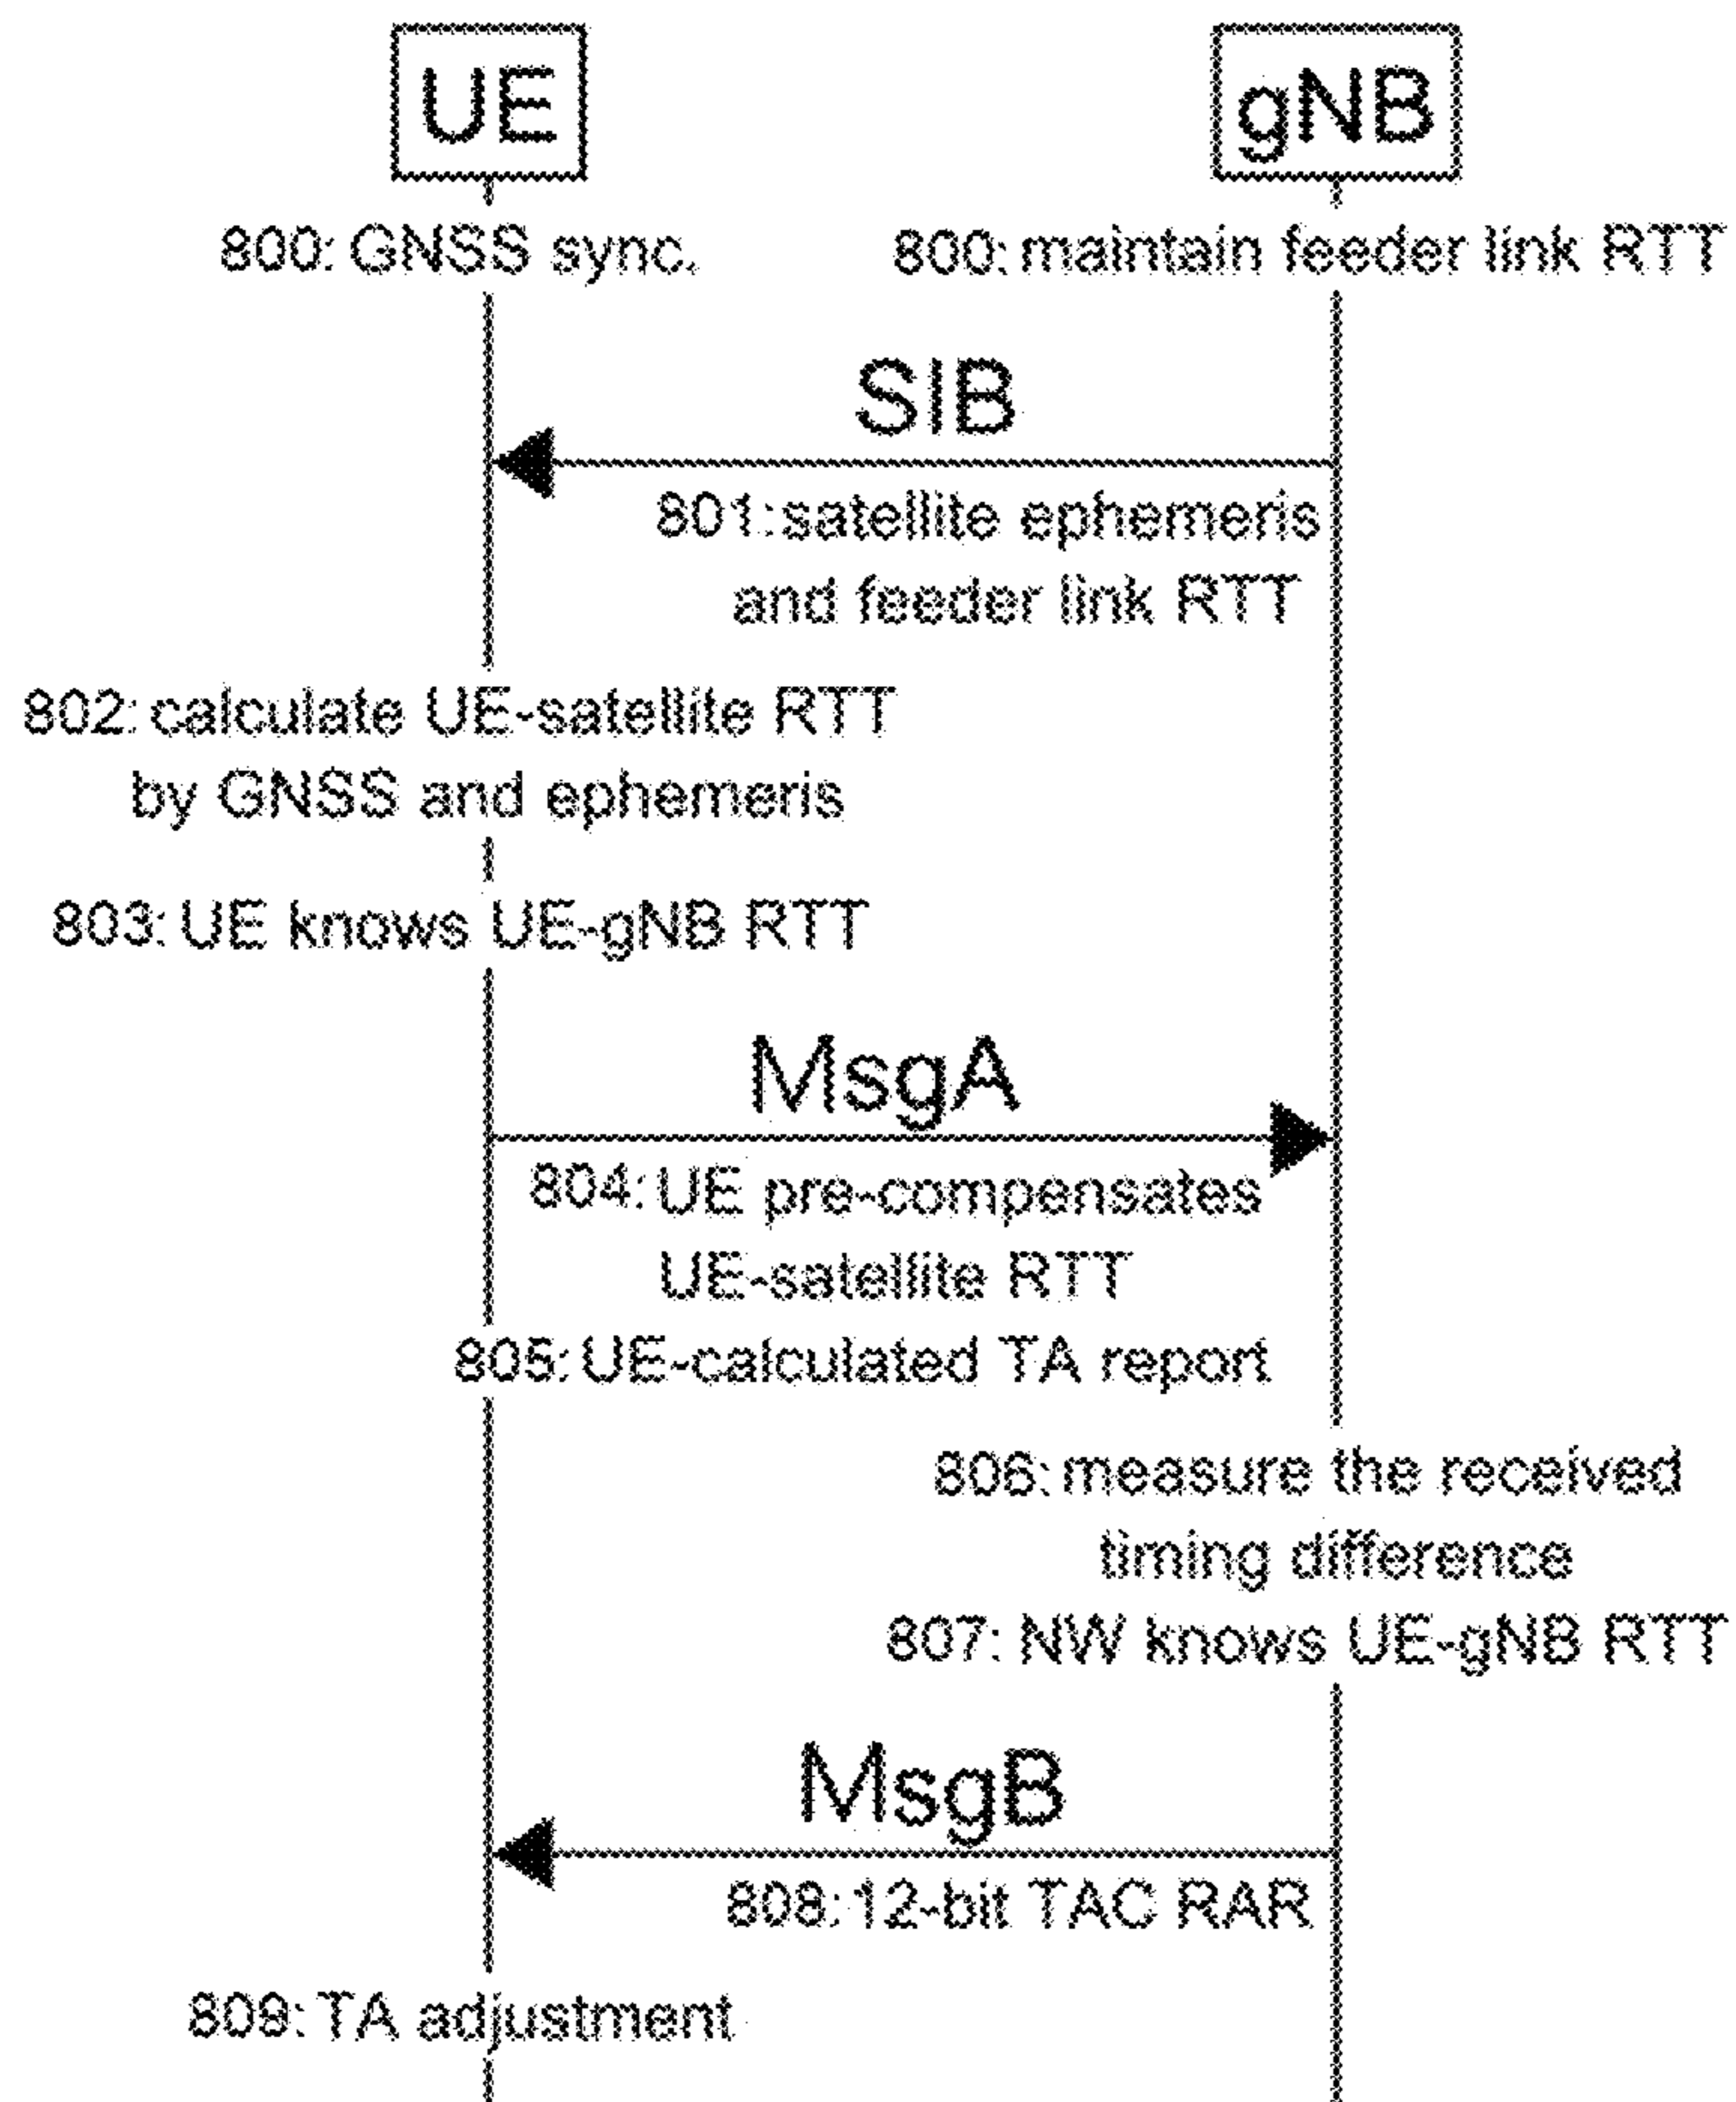 UE
gNB
800: GNSS sync.
800: maintain feeder link RTT
SIB
801: satellite ephemeris
and feeder link RTT
802: calculate UE-satellite RTT
by GNSS and ephemeris
803: UE knows UE-gNB RTT
MsgA
804: UE pre-compensates
UE-satellite RTT
805: UE-calculated TA report
806: measure the received
timing difference
807: NW knows UE-gNB RTT
MsgB
808: 12-bit TAC RAR
809: TA adjustment